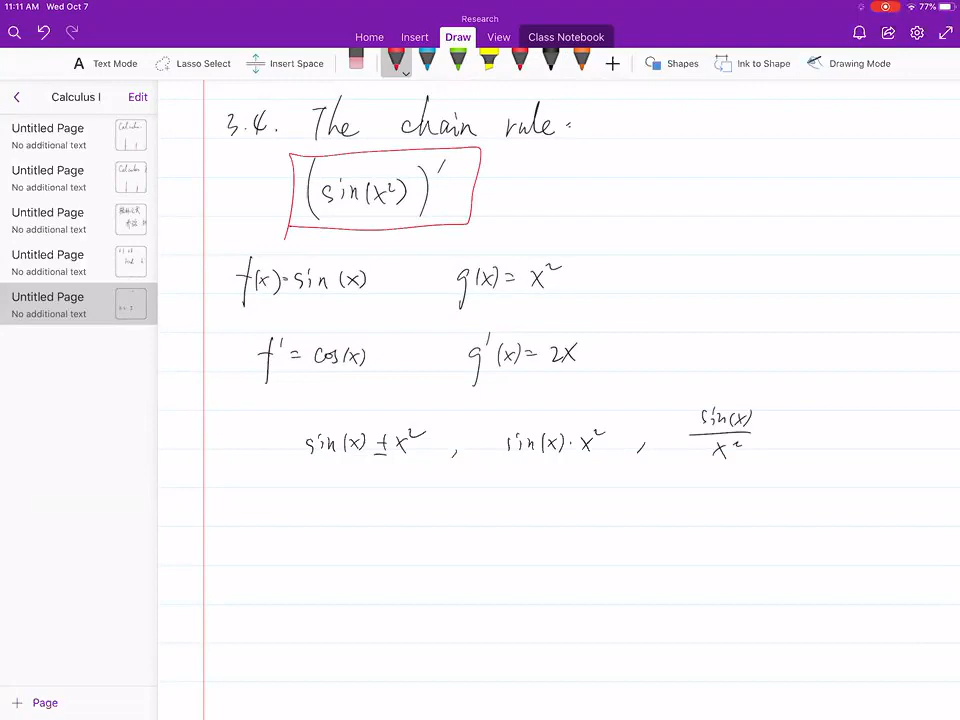 11:11 AM Wed Oct 7
77%
Research
Home Insert Draw View Class Notebook
A Text Mode Lasso Select Insert Space Shapes Ink to Shape Drawing Mode
Calculus I Edit
Untitled Page
No additional text
Untitled Page
No additional text
Untitled Page
No additional text
Untitled Page
No additional text
Untitled Page
No additional text
Page
3.4. The chain rule:
(sin(x²))'
f(x)=sin(x) g(x)= x²
f' = cos(x) g'(x)= 2x
sin(x) ± x² , sin(x)·x² , sin(x)/x²